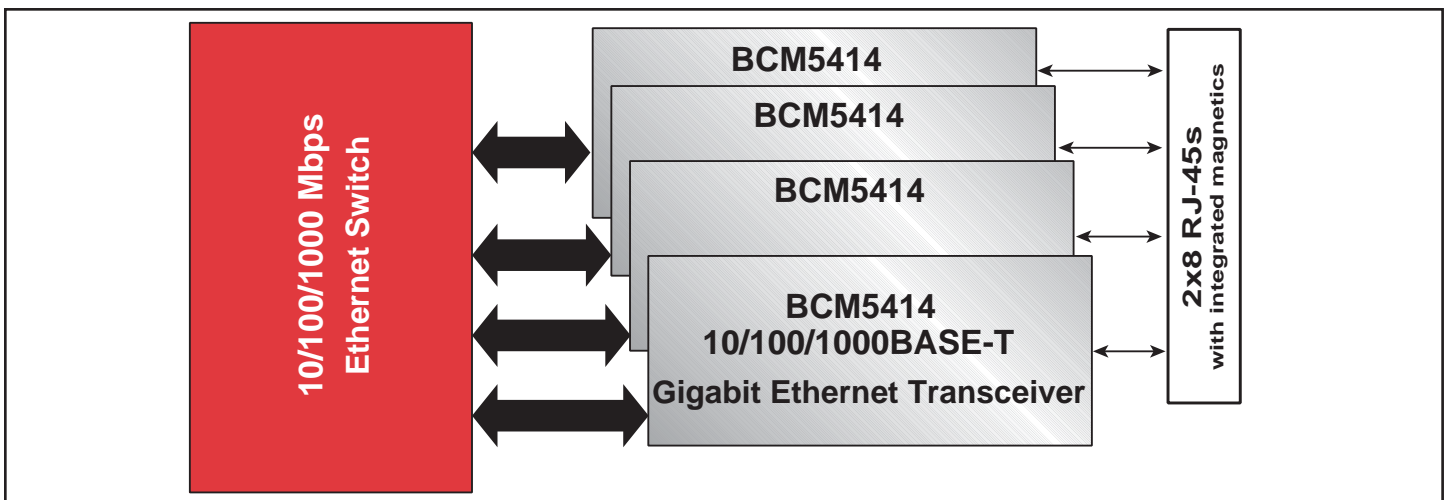 10/100/1000 Mbps
Ethernet Switch
BCM5414
BCM5414
BCM5414
BCM5414
10/100/1000BASE-T
Gigabit Ethernet Transceiver
2x8 RJ-45s
with integrated magnetics